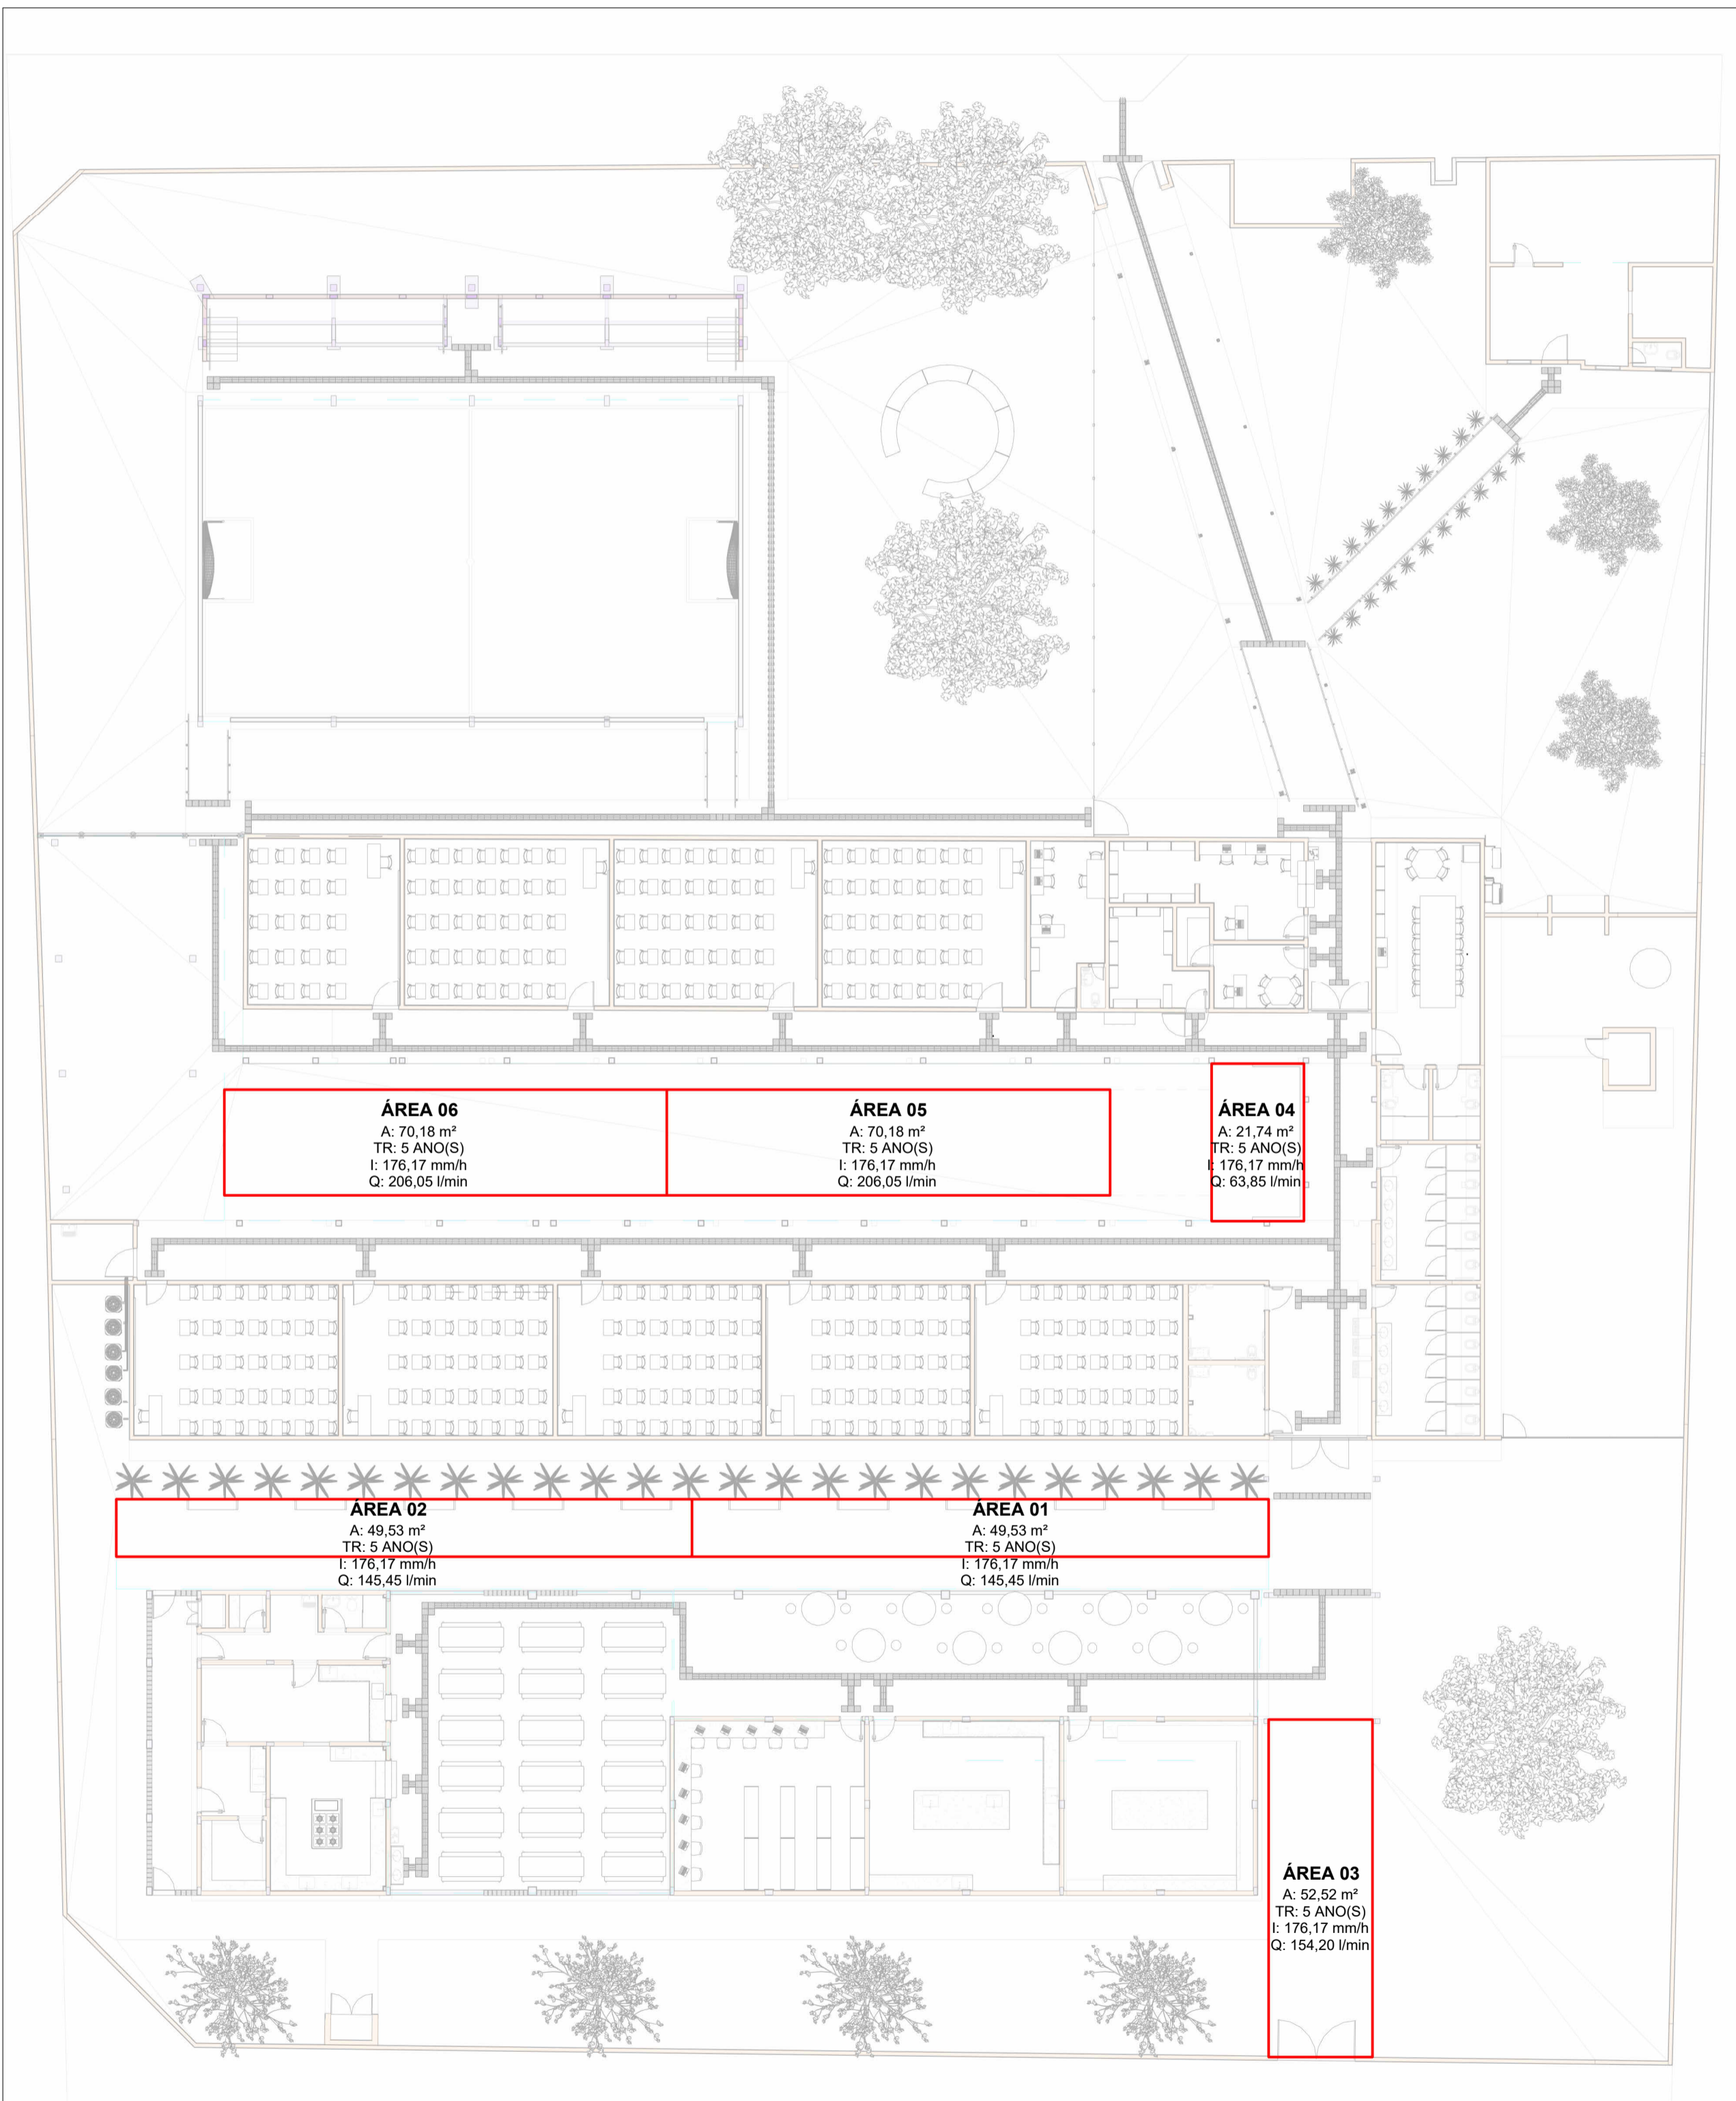 ÁREA 06
A: 70,18 m²
TR: 5 ANO(S)
I: 176,17 mm/h
Q: 206,05 l/min
ÁREA 05
A: 70,18 m²
TR: 5 ANO(S)
I: 176,17 mm/h
Q: 206,05 l/min
ÁREA 04
A: 21,74 m²
TR: 5 ANO(S)
I: 176,17 mm/h
Q: 63,85 l/min
ÁREA 02
A: 49,53 m²
TR: 5 ANO(S)
I: 176,17 mm/h
Q: 145,45 l/min
ÁREA 01
A: 49,53 m²
TR: 5 ANO(S)
I: 176,17 mm/h
Q: 145,45 l/min
ÁREA 03
A: 52,52 m²
TR: 5 ANO(S)
I: 176,17 mm/h
Q: 154,20 l/min